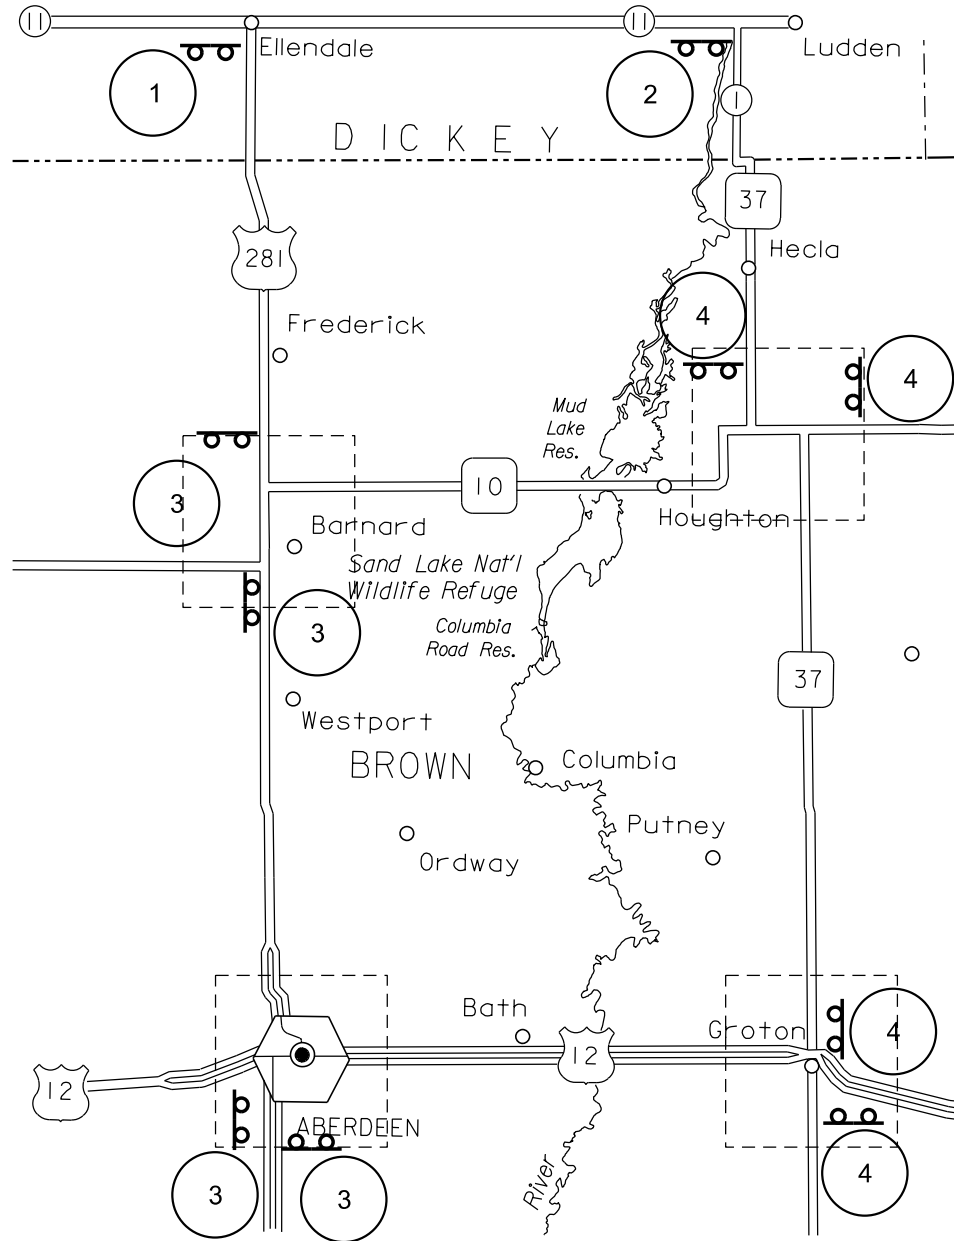 11
11
Ellendale
Ludden
1
2
1
DICKEY
37
281
Hecla
4
Frederick
4
Mud
Lake
Res.
10
3
Houghton
Barnard
Sand Lake Nat'l
Wildlife Refuge
3
Columbia
Road Res.
37
Westport
BROWN
Columbia
Putney
Ordway
Bath
Groton
4
12
12
ABERDEEN
River
4
3
3